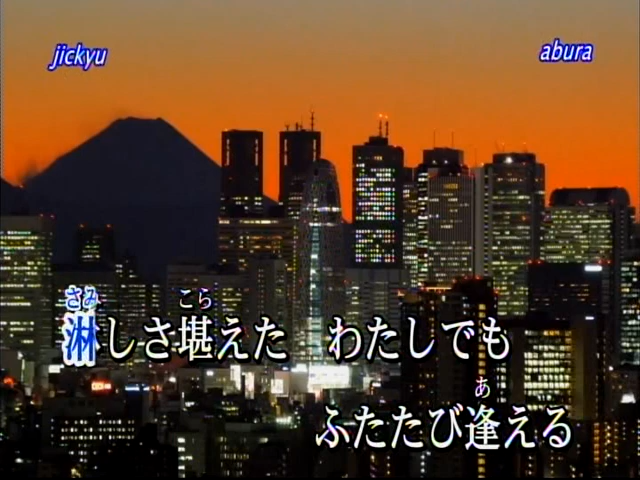 jickyu
abura
さみ こら
淋しさ堪えた わたしでも
あ
ふたたび逢える